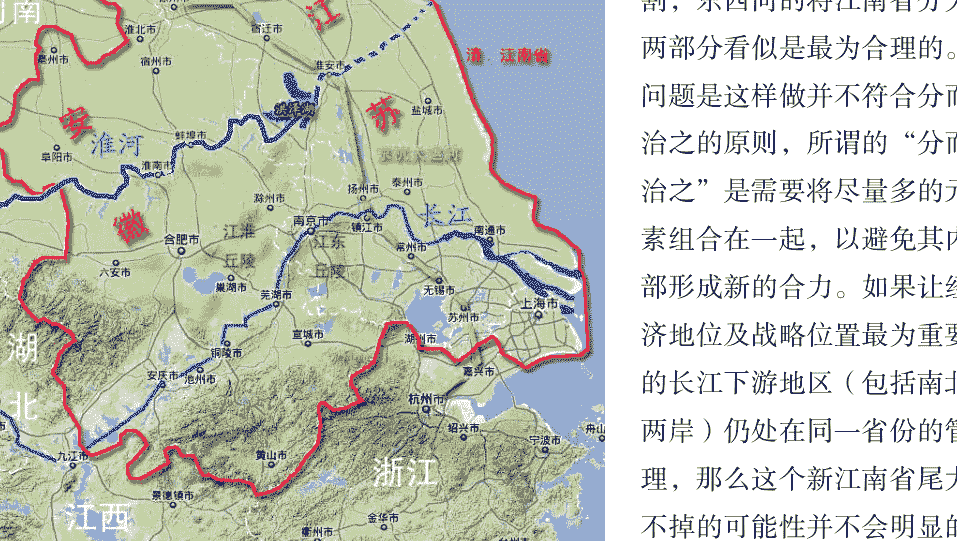 河南
江
苏
清 江南省
淮北市
宿迁市
亳州市
宿州市
淮安市
洪泽湖
盐城市
安
淮河
蚌埠市
阜阳市
淮南市
扬州市
泰州市
滁州市
徽
南京市
镇江市
长江
南通市
合肥市
江淮
丘陵
江东
丘陵
常州市
六安市
巢湖市
芜湖市
无锡市
苏州市
上海市
湖
北
宣城市
湖州市
铜陵市
嘉兴市
安庆市
池州市
杭州市
绍兴市
舟山
宁波市
九江市
黄山市
浙江
景德镇市
江西
金华市
衢州市
割，东西向的将江南省分为
两部分看似是最为合理的。
问题是这样做并不符合分而
治之的原则，所谓的“分而
治之”是需要将尽量多的元
素组合在一起，以避免其内
部形成新的合力。如果让经
济地位及战略位置最为重要
的长江下游地区（包括南北
两岸）仍处在同一省份的管
理，那么这个新江南省尾大
不掉的可能性并不会明显的